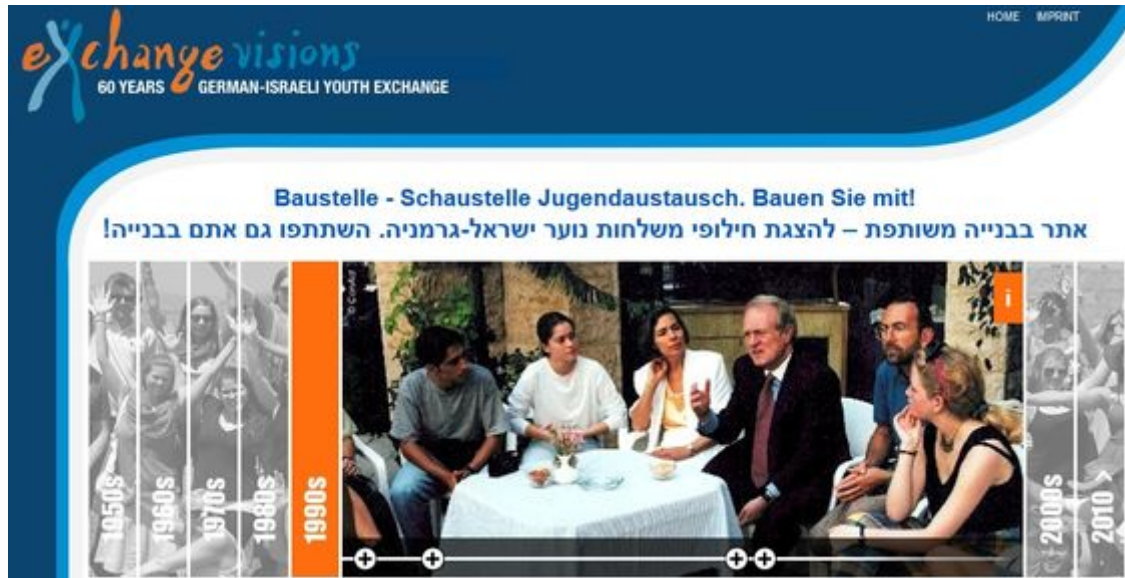 HOME IMPRINT
exchange visions
60 YEARS GERMAN-ISRAELI YOUTH EXCHANGE
Baustelle - Schaustelle Jugendaustausch. Bauen Sie mit!
אתר בבנייה משותפת – להצגת חילופי משלחות נוער ישראל-גרמניה. השתתפו גם אתם בבנייה!
1950s
1960s
1970s
1980s
1990s
© ConAct
i
2000s
2010 >